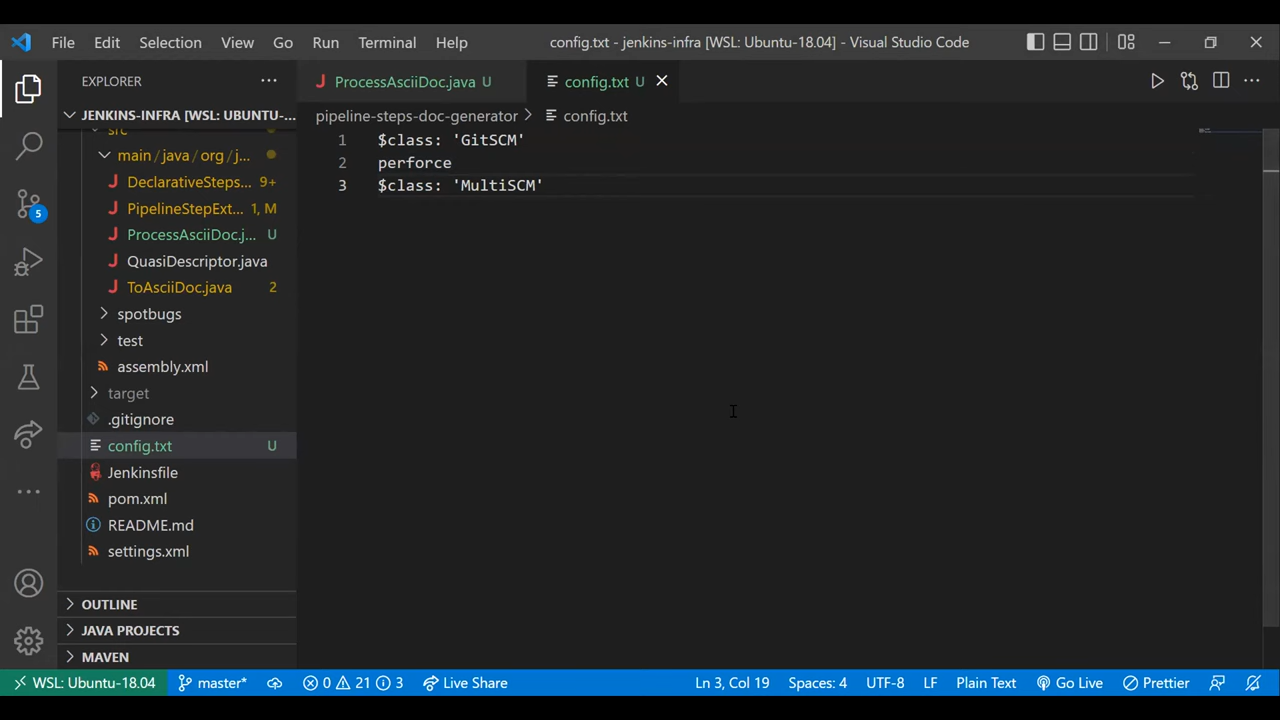 File Edit Selection View Go Run Terminal Help config.txt - jenkins-infra [WSL: Ubuntu-18.04] - Visual Studio Code
EXPLORER
JENKINS-INFRA [WSL: UBUNTU-...
src
main / java / org / j...
DeclarativeSteps... 9+
PipelineStepExt... 1, M
ProcessAsciiDoc.j... U
QuasiDescriptor.java
ToAsciiDoc.java 2
spotbugs
test
assembly.xml
target
.gitignore
config.txt U
Jenkinsfile
pom.xml
README.md
settings.xml
OUTLINE
JAVA PROJECTS
MAVEN
5
ProcessAsciiDoc.java U config.txt U
pipeline-steps-doc-generator > config.txt
1 $class: 'GitSCM'
2 perforce
3 $class: 'MultiSCM'
WSL: Ubuntu-18.04 master* 0 21 3 Live Share Ln 3, Col 19 Spaces: 4 UTF-8 LF Plain Text Go Live Prettier